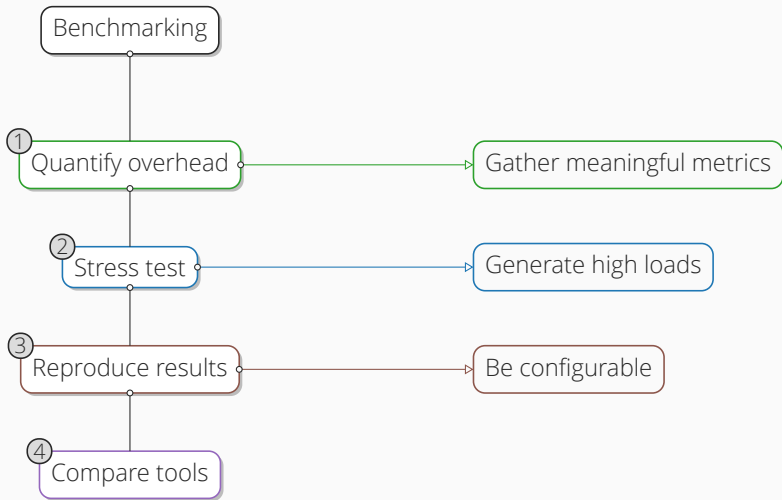 Benchmarking
1
Quantify overhead
Gather meaningful metrics
2
Stress test
Generate high loads
3
Reproduce results
Be configurable
4
Compare tools